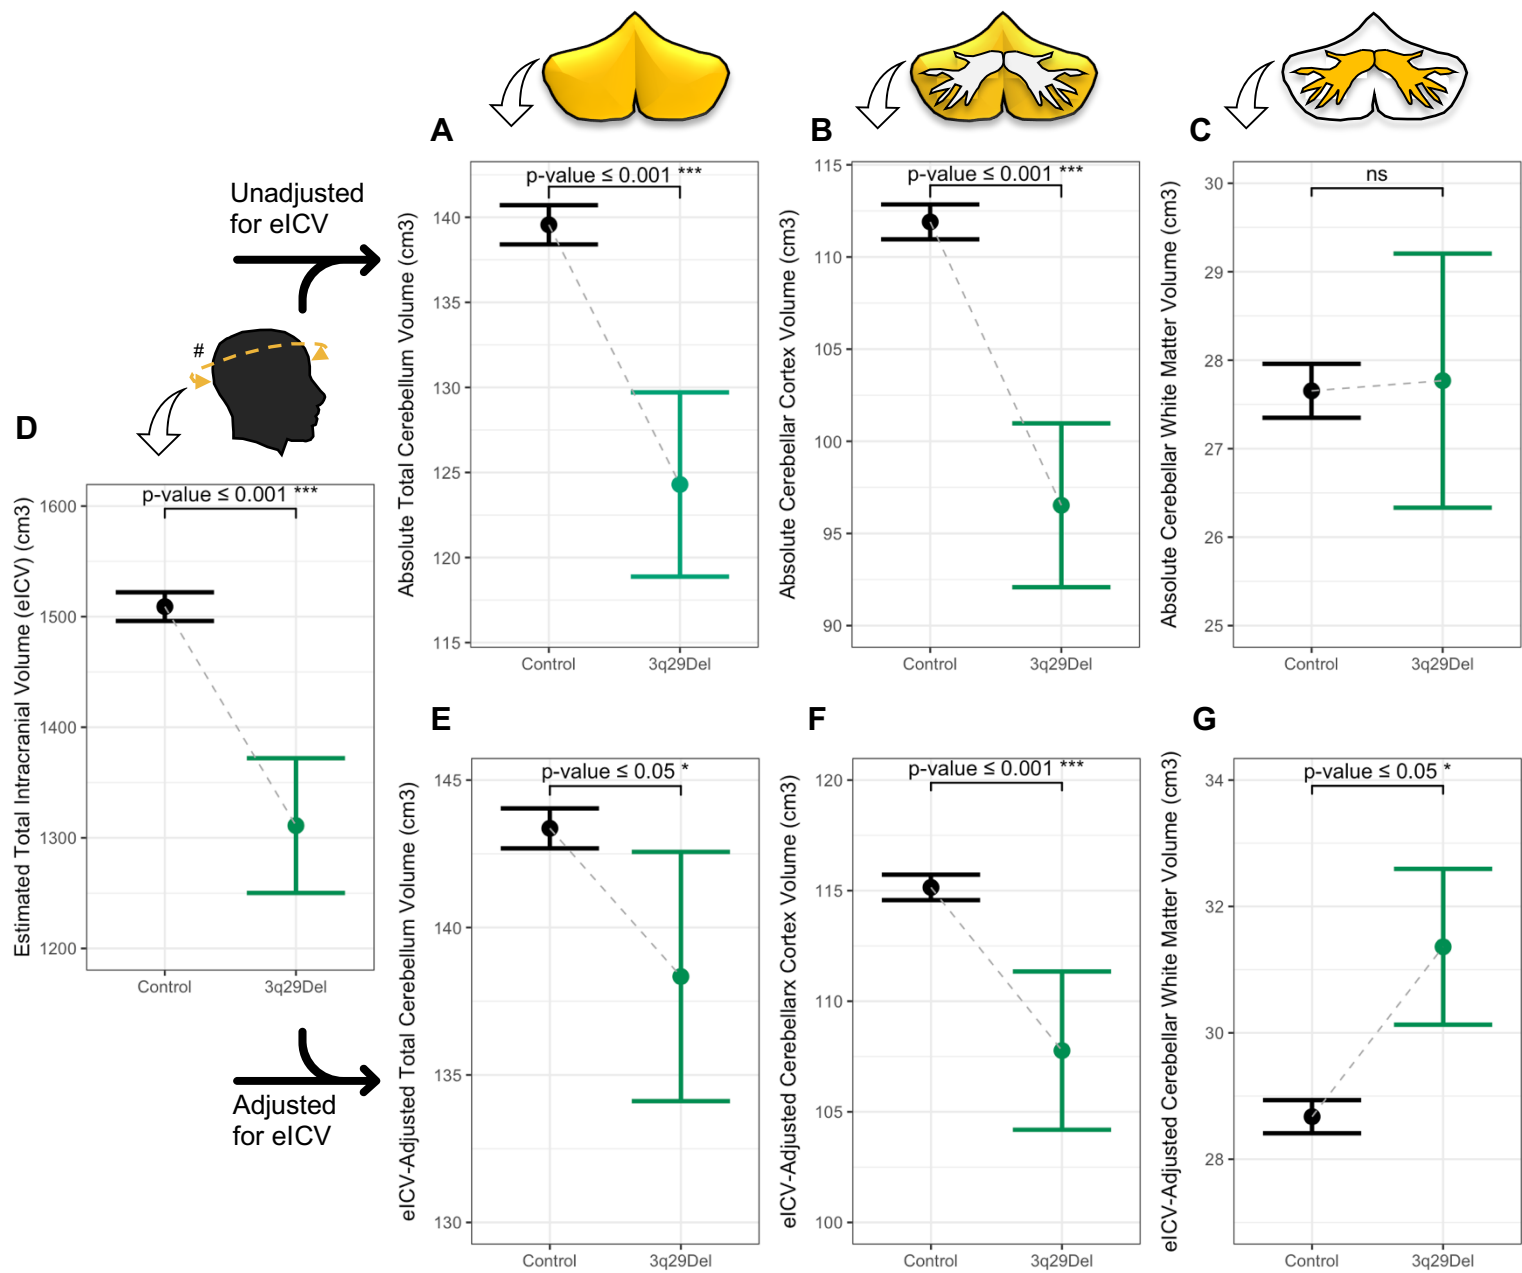 A
B
C
Unadjusted
for eICV
#
D
Absolute Total Cerebellum Volume (cm3)
p-value ≤ 0.001 ***
140
135
130
125
120
115
Control
3q29Del
Absolute Cerebellar Cortex Volume (cm3)
p-value ≤ 0.001 ***
115
110
105
100
95
90
Control
3q29Del
Absolute Cerebellar White Matter Volume (cm3)
ns
30
29
28
27
26
25
Control
3q29Del
Estimated Total Intracranial Volume (eICV) (cm3)
p-value ≤ 0.001 ***
1600
1500
1400
1300
1200
Control
3q29Del
Adjusted
for eICV
E
eICV-Adjusted Total Cerebellum Volume (cm3)
p-value ≤ 0.05 *
145
140
135
130
Control
3q29Del
F
eICV-Adjusted Cerebellarx Cortex Volume (cm3)
p-value ≤ 0.001 ***
120
115
110
105
100
Control
3q29Del
G
eICV-Adjusted Cerebellar White Matter Volume (cm3)
p-value ≤ 0.05 *
34
32
30
28
Control
3q29Del